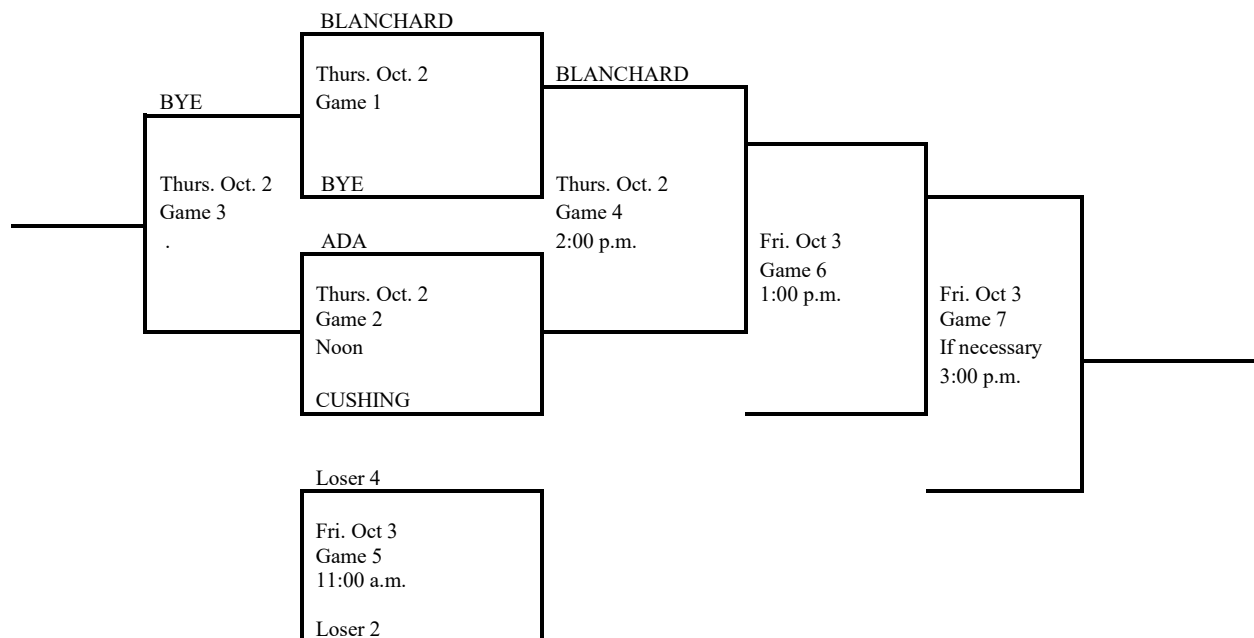 BLANCHARD
Thurs. Oct. 2
Game 1
BYE
BLANCHARD
BYE
Thurs. Oct. 2
Game 3
.
Thurs. Oct. 2
Game 4
2:00 p.m.
ADA
Thurs. Oct. 2
Game 2
Noon
CUSHING
Fri. Oct 3
Game 6
1:00 p.m.
Fri. Oct 3
Game 7
If necessary
3:00 p.m.
Loser 4
Fri. Oct 3
Game 5
11:00 a.m.
Loser 2